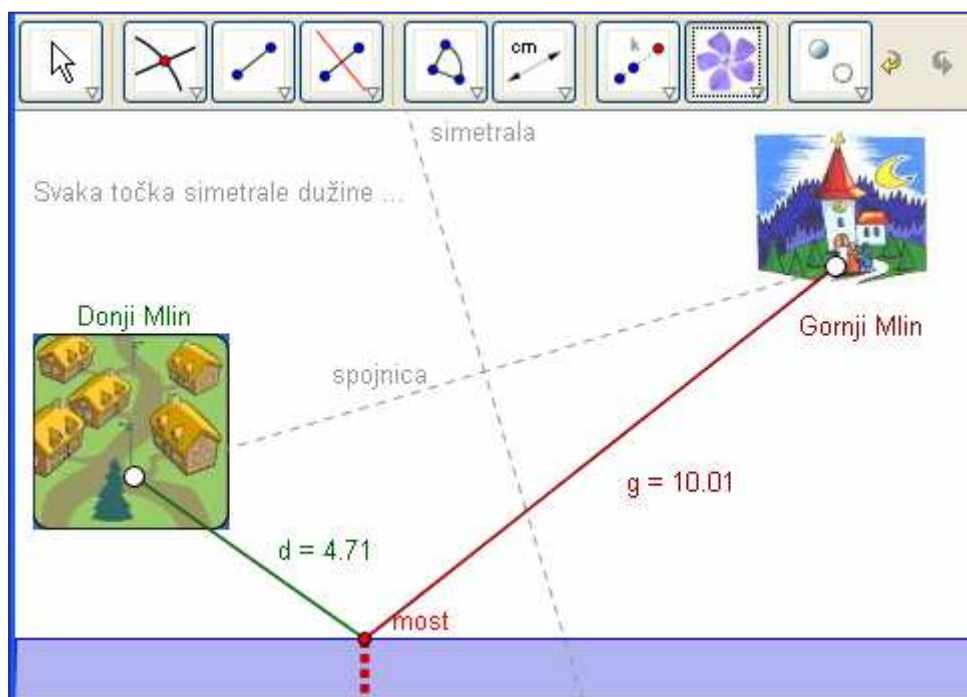 cm
k
simetrala
Svaka točka simetrale dužine ...
Donji Mlin
Gornji Mlin
spojnica
g = 10.01
d = 4.71
most